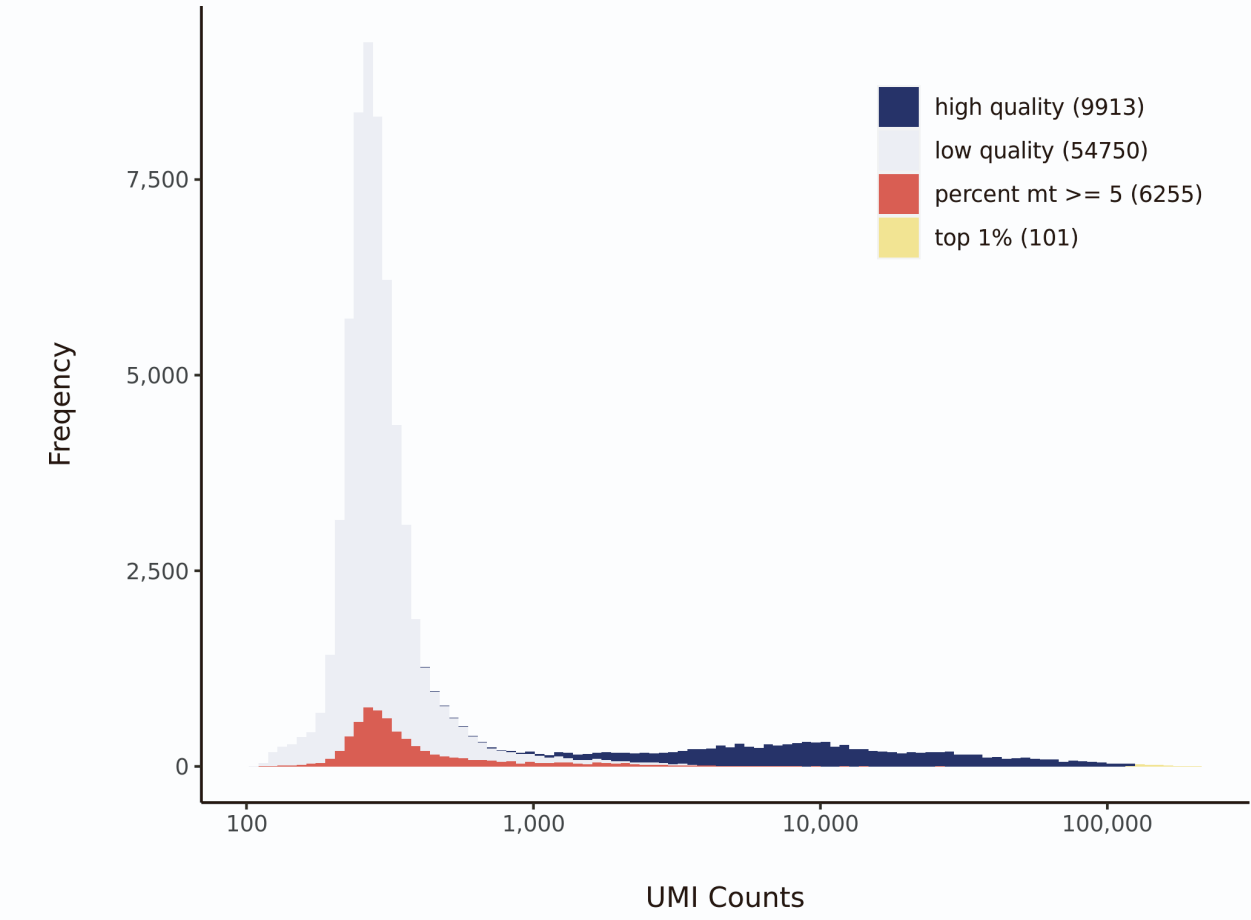 high quality (9913)
low quality (54750)
percent mt >= 5 (6255)
top 1% (101)
7,500
5,000
2,500
0
Freqency
100
1,000
10,000
100,000
UMI Counts